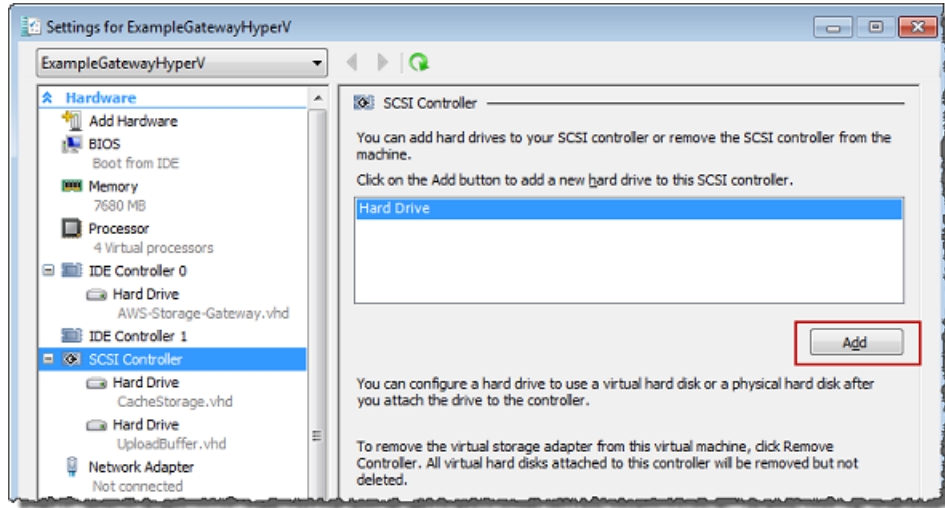 Settings for ExampleGatewayHyperV
ExampleGatewayHyperV
Hardware
Add Hardware
BIOS
Boot from IDE
Memory
7680 MB
Processor
4 Virtual processors
IDE Controller 0
Hard Drive
AWS-Storage-Gateway.vhd
IDE Controller 1
SCSI Controller
Hard Drive
CacheStorage.vhd
Hard Drive
UploadBuffer.vhd
Network Adapter
Not connected
SCSI Controller
You can add hard drives to your SCSI controller or remove the SCSI controller from the
machine.
Click on the Add button to add a new hard drive to this SCSI controller.
Hard Drive
Add
You can configure a hard drive to use a virtual hard disk or a physical hard disk after
you attach the drive to the controller.
To remove the virtual storage adapter from this virtual machine, click Remove
Controller. All virtual hard disks attached to this controller will be removed but not
deleted.